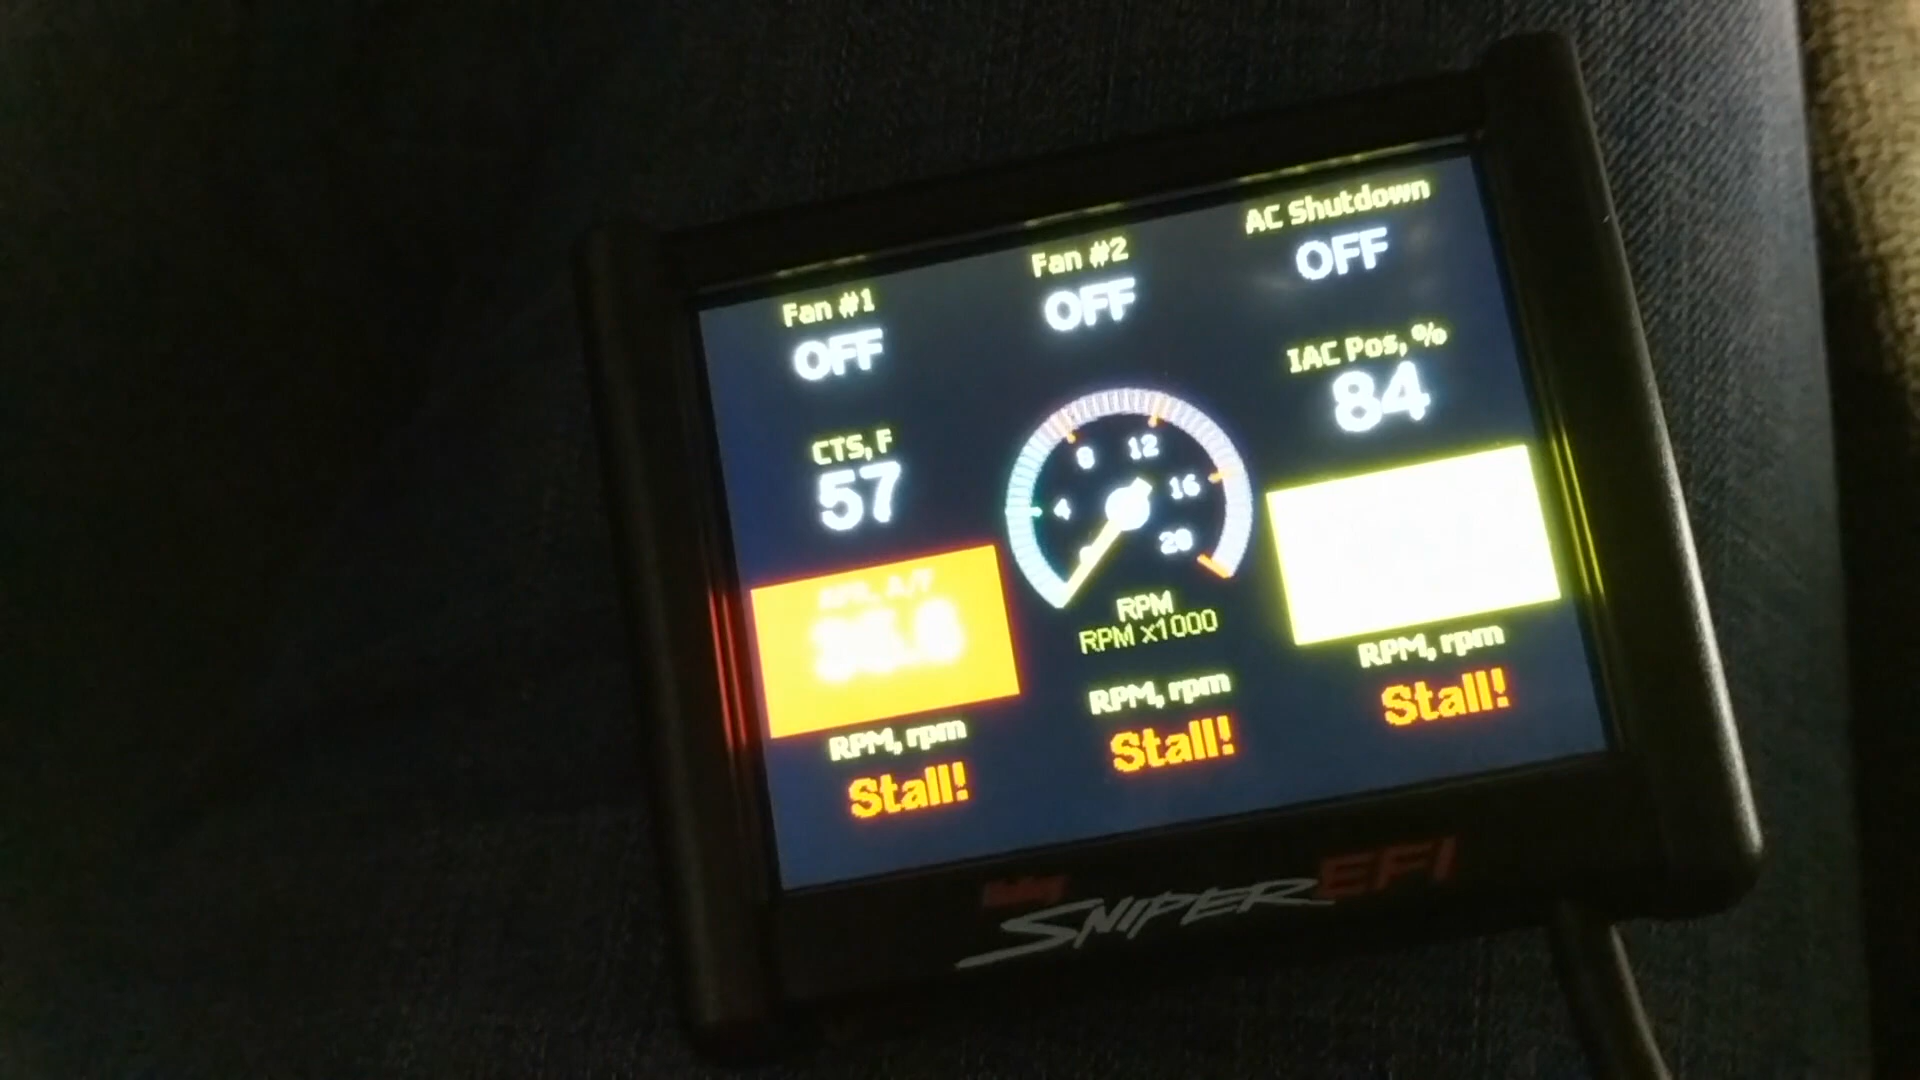 Fan #1
OFF
Fan #2
OFF
AC Shutdown
OFF
CTS, F
57
IAC Pos, %
84
4
8
12
16
20
RPM
RPM x1000
RPM, rpm
Stall!
RPM, rpm
Stall!
RPM, rpm
Stall!
Holley
SNIPER EFI